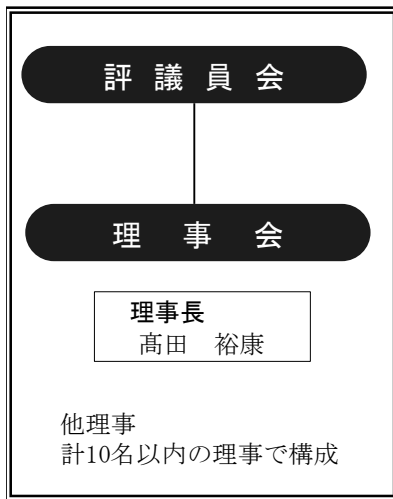 評議員会
理事会
理事長
髙田　裕康
他理事
計10名以内の理事で構成